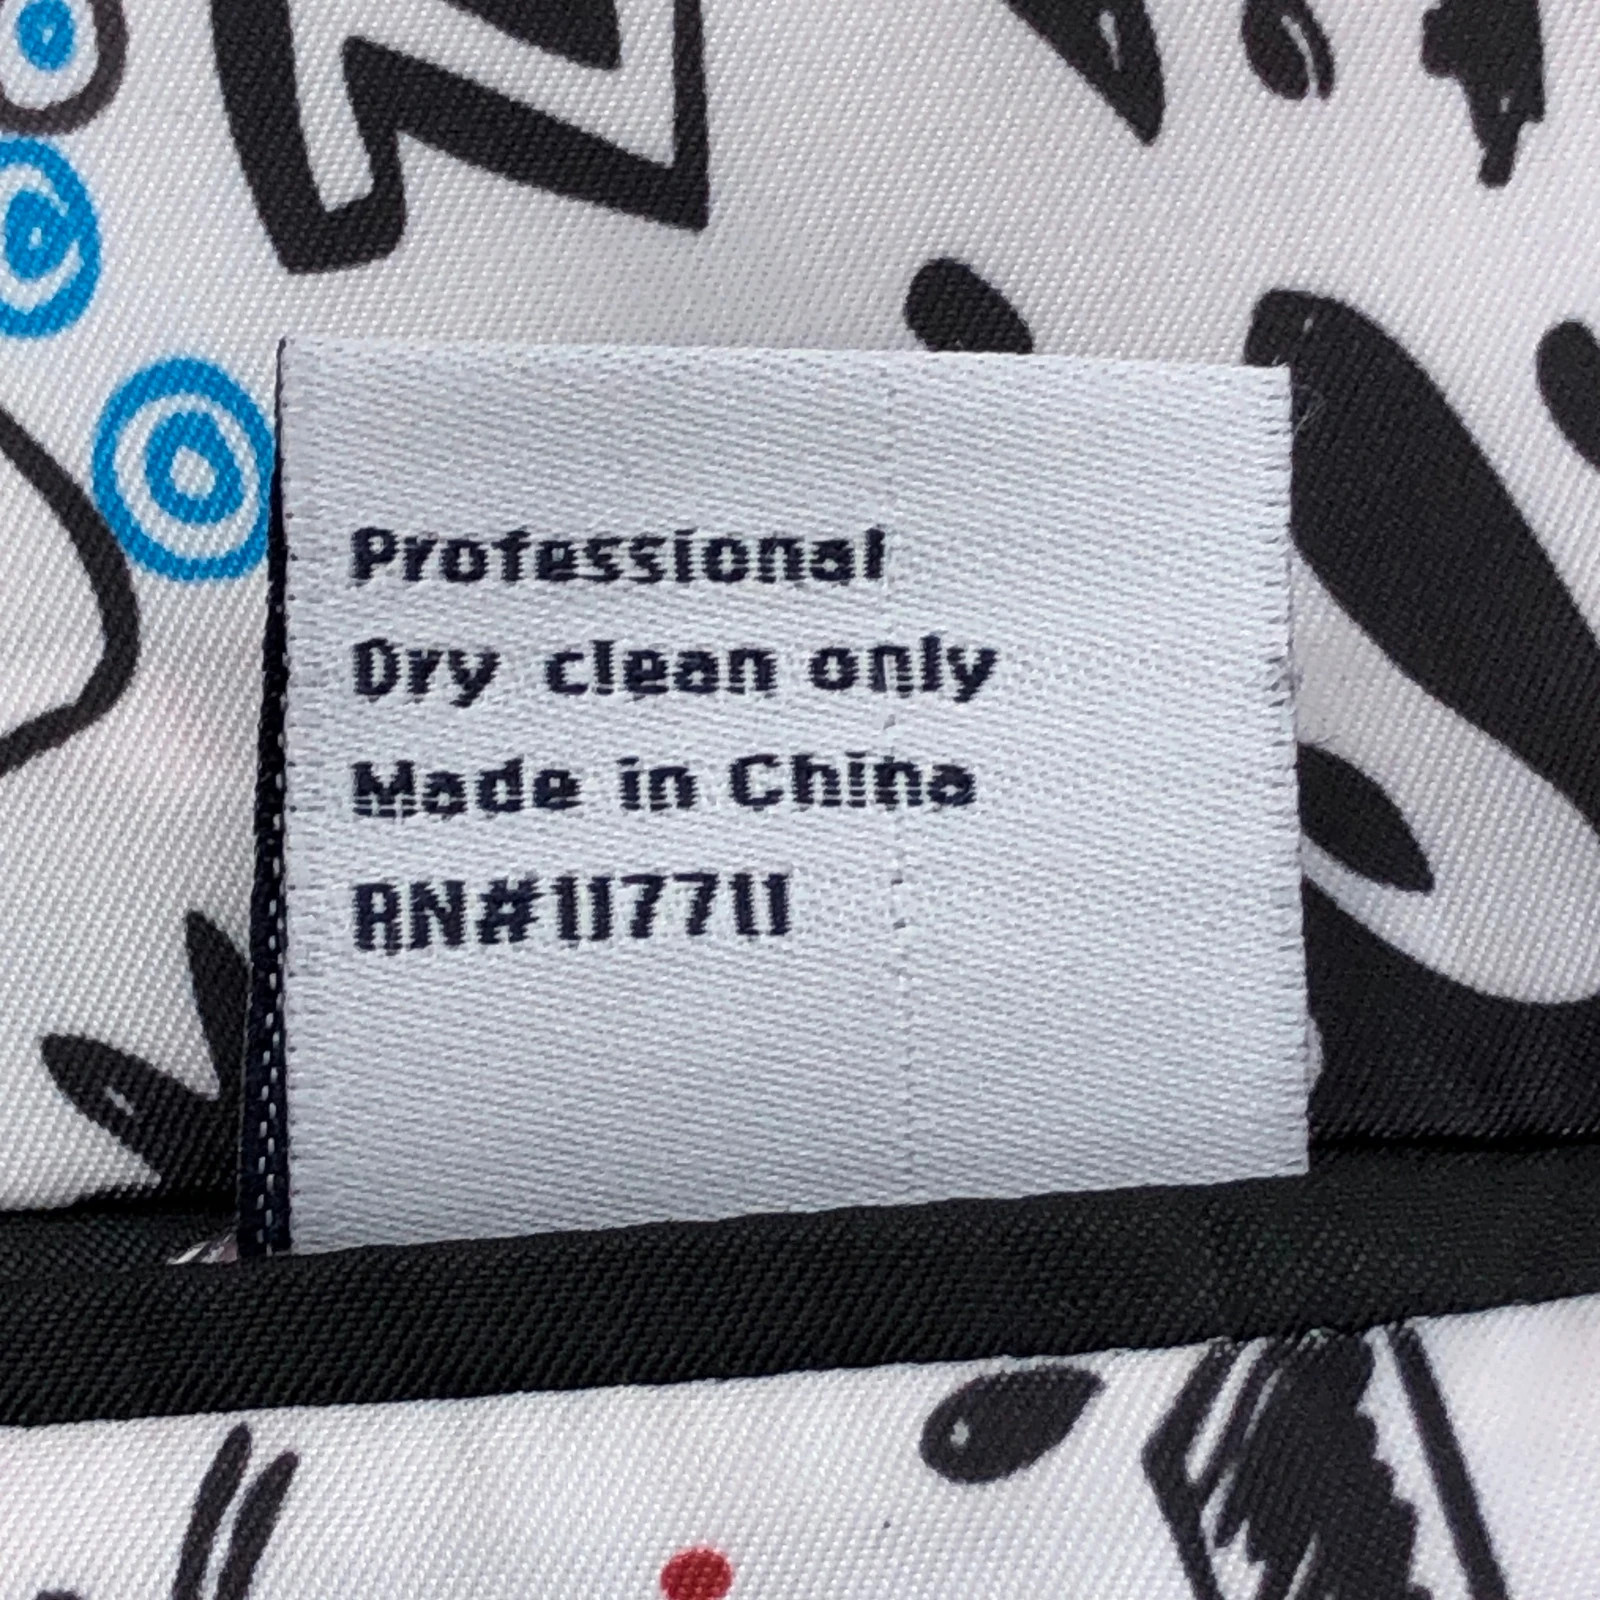 Professional
Dry clean only
Made in China
RN#117711